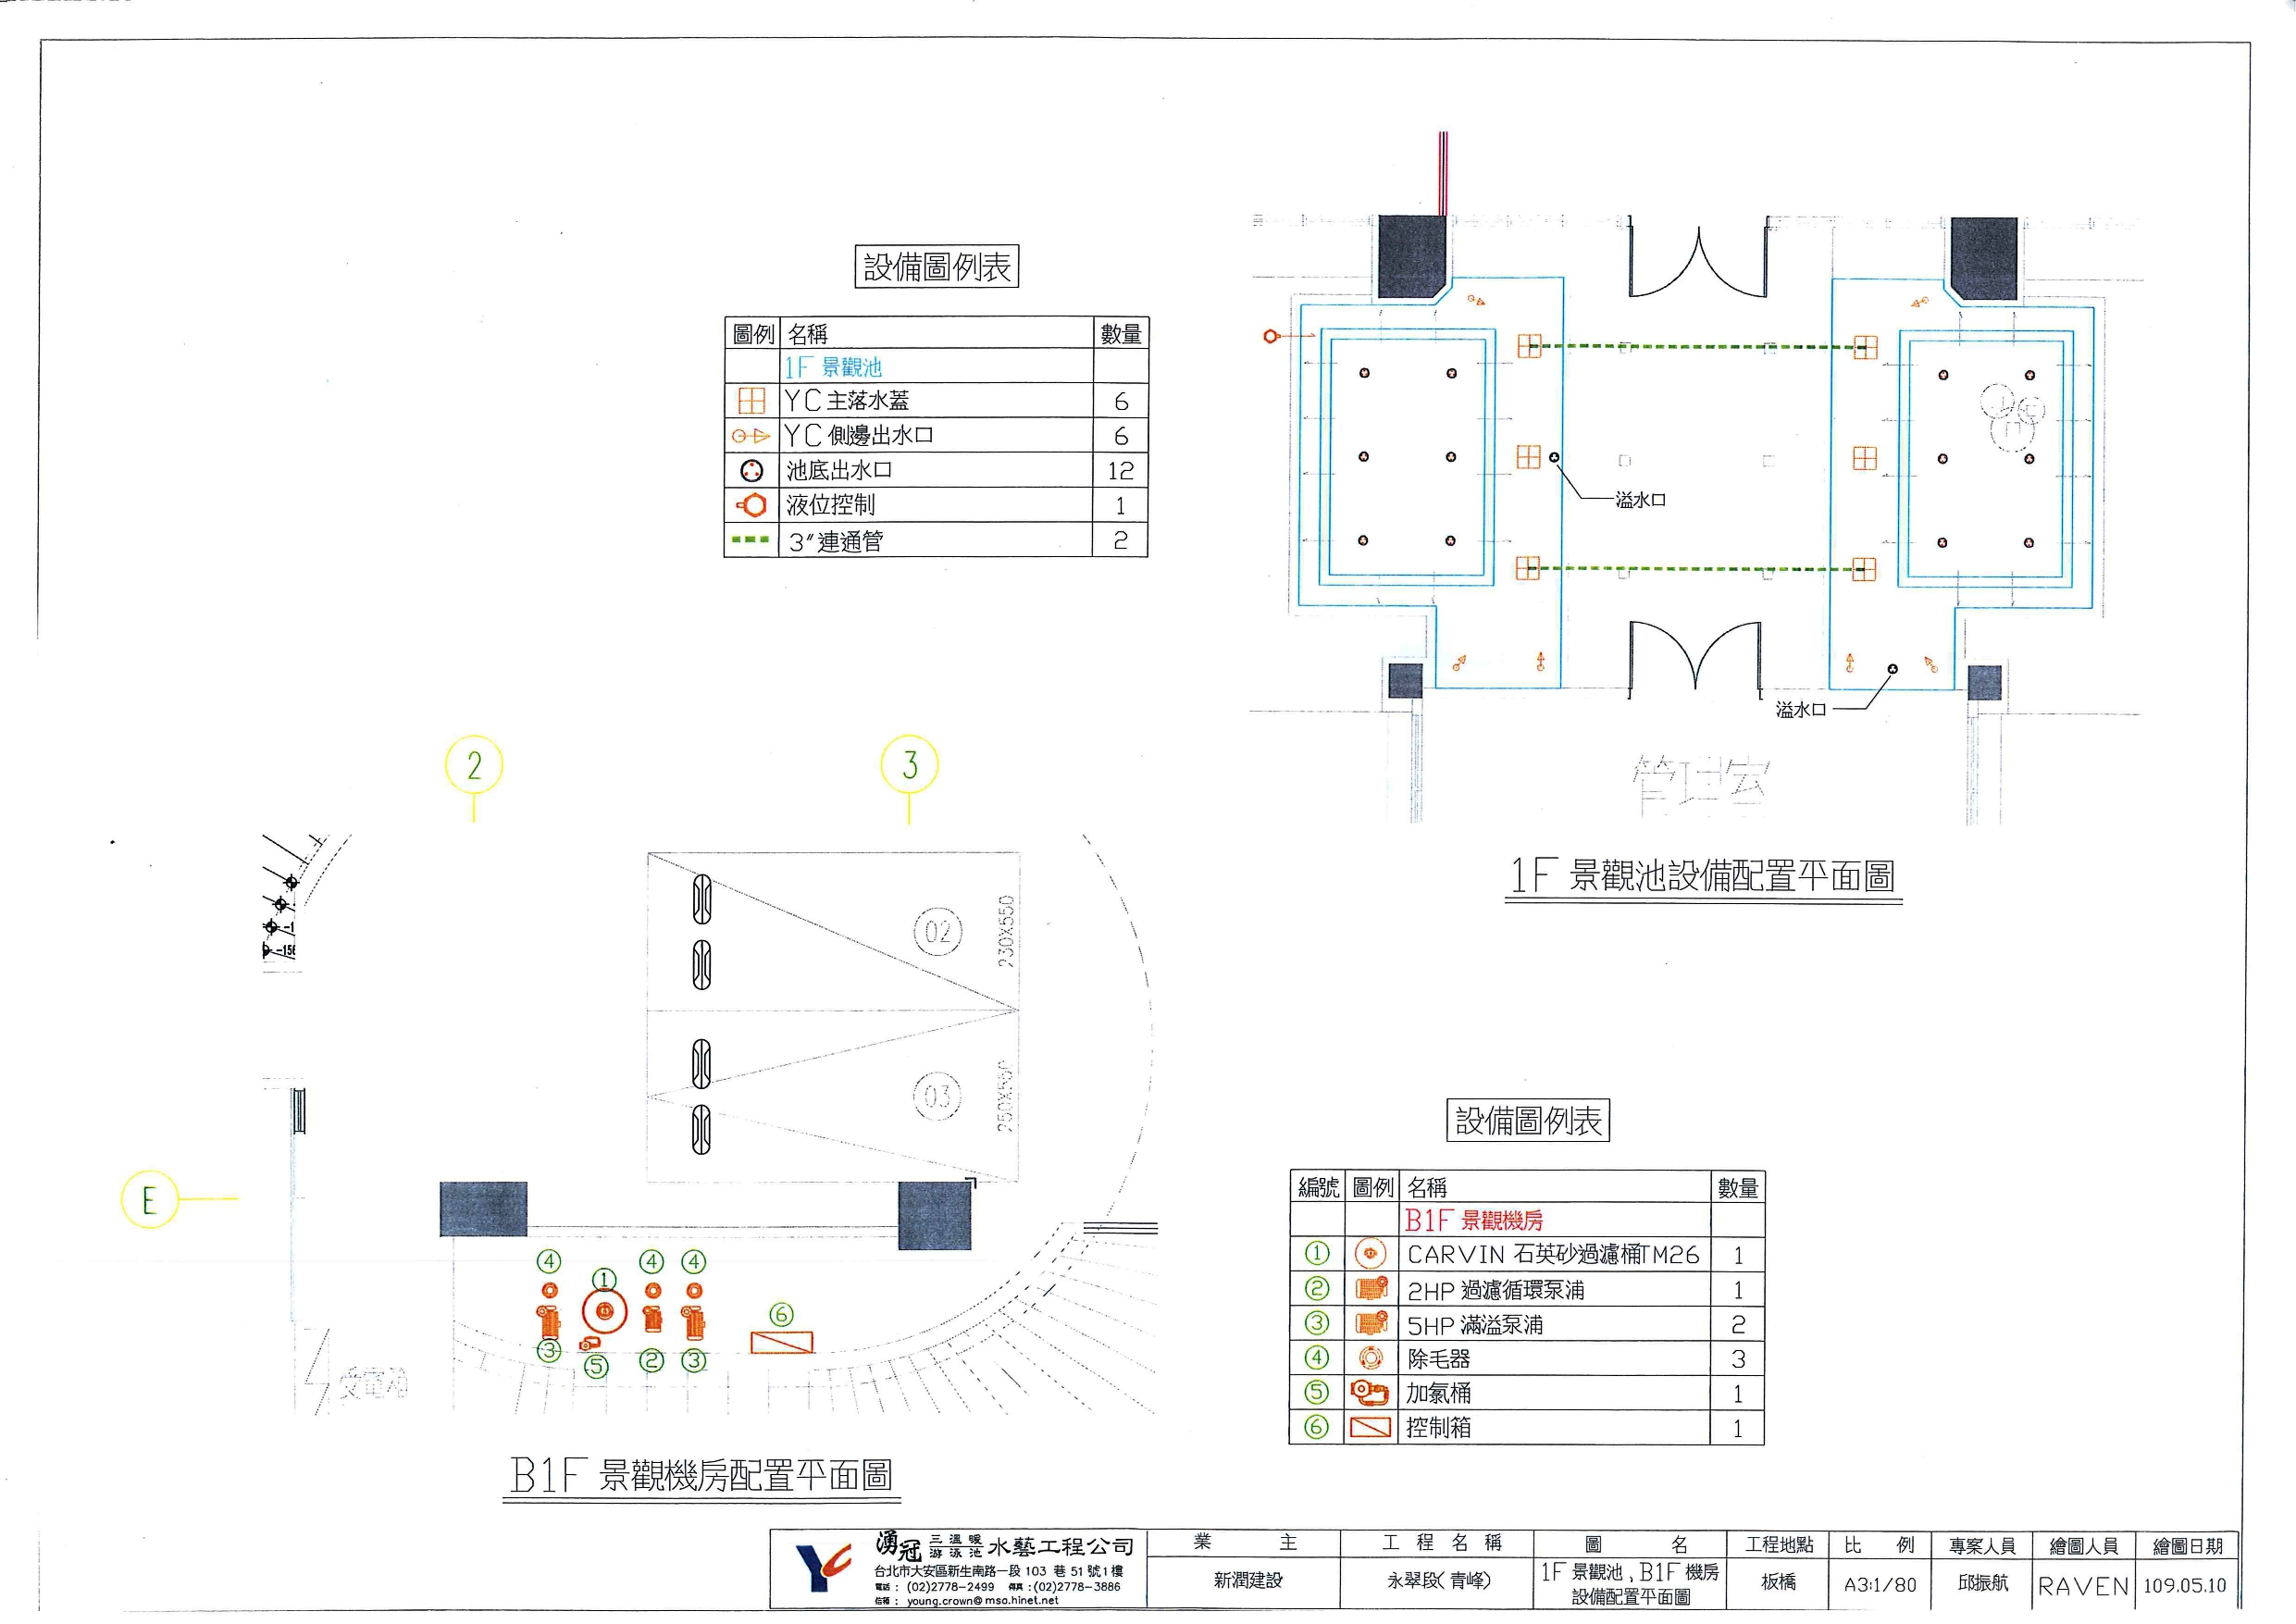 設備圖例表
圖例 名稱 數量
1F 景觀池
YC 主落水蓋 6
YC 側邊出水口 6
池底出水口 12
液位控制 1
3"連通管 2
溢水口
溢水口
管理室
1F 景觀池設備配置平面圖
2
3
E
02
230X550
03
250X550
-1
-15
4
4
4
1
6
3
5
2
3
受電箱
B1F 景觀機房配置平面圖
設備圖例表
編號 圖例 名稱 數量
B1F 景觀機房
1 CARVIN 石英砂過濾桶TM26 1
2 2HP 過濾循環泵浦 1
3 5HP 滿溢泵浦 2
4 除毛器 3
5 加氯桶 1
6 控制箱 1
YC
湧冠 三溫暖 游泳池 水藝工程公司
台北市大安區新生南路一段 103 巷 51 號1樓
電話：(02)2778-2499 傳真：(02)2778-3886
信箱：young.crown@msa.hinet.net
業主
新潤建設
工程名稱
永翠段(青峰)
圖名
1F 景觀池、B1F 機房
設備配置平面圖
工程地點
板橋
比例
A3:1/80
專案人員
邱振航
繪圖人員
RAVEN
繪圖日期
109.05.10